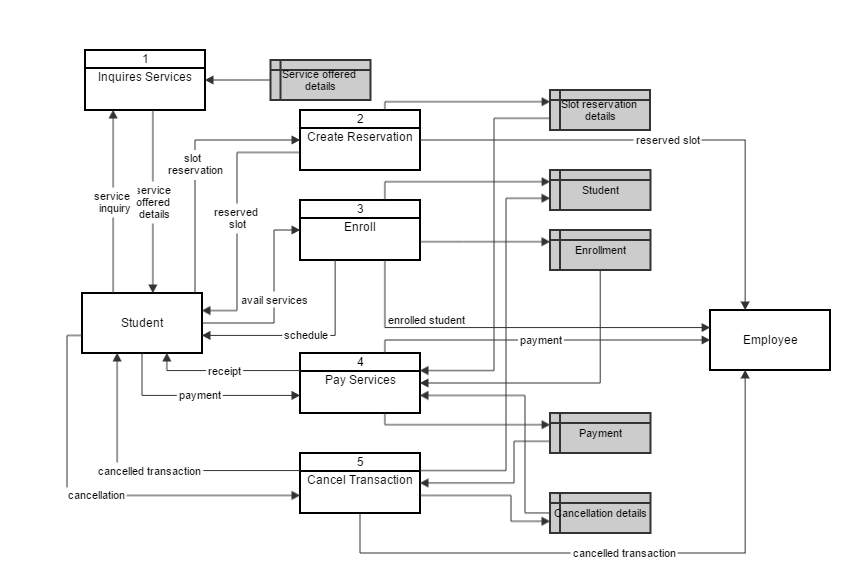 1
Inquires Services
Service offered
details
2
Create Reservation
Slot reservation
details
reserved slot
slot
reservation
service
inquiry
service
offered
details
reserved
slot
3
Enroll
Student
Enrollment
avail services
schedule
enrolled student
Student
Employee
4
Pay Services
payment
receipt
payment
Payment
5
Cancel Transaction
cancelled transaction
cancellation
Cancellation details
cancelled transaction